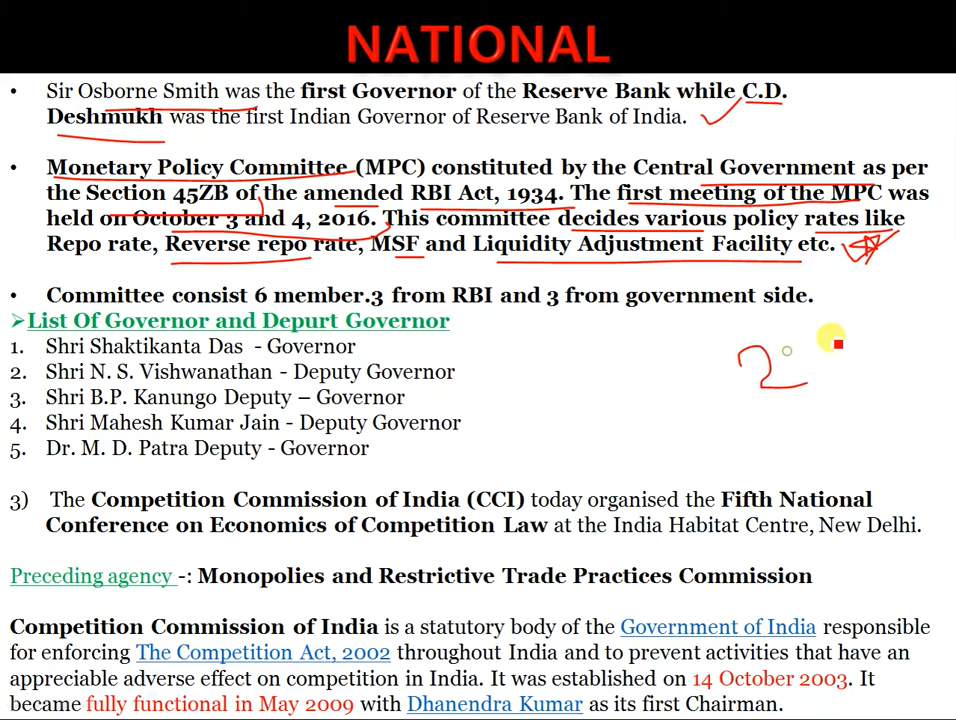 NATIONAL
• Sir Osborne Smith was the first Governor of the Reserve Bank while C.D.
Deshmukh was the first Indian Governor of Reserve Bank of India.
• Monetary Policy Committee (MPC) constituted by the Central Government as per
the Section 45ZB of the amended RBI Act, 1934. The first meeting of the MPC was
held on October 3 and 4, 2016. This committee decides various policy rates like
Repo rate, Reverse repo rate, MSF and Liquidity Adjustment Facility etc.
• Committee consist 6 member.3 from RBI and 3 from government side.
➢List Of Governor and Depurt Governor
1. Shri Shaktikanta Das - Governor
2. Shri N. S. Vishwanathan - Deputy Governor
3. Shri B.P. Kanungo Deputy – Governor
4. Shri Mahesh Kumar Jain - Deputy Governor
5. Dr. M. D. Patra Deputy - Governor
2
3) The Competition Commission of India (CCI) today organised the Fifth National
Conference on Economics of Competition Law at the India Habitat Centre, New Delhi.
Preceding agency -: Monopolies and Restrictive Trade Practices Commission
Competition Commission of India is a statutory body of the Government of India responsible
for enforcing The Competition Act, 2002 throughout India and to prevent activities that have an
appreciable adverse effect on competition in India. It was established on 14 October 2003. It
became fully functional in May 2009 with Dhanendra Kumar as its first Chairman.